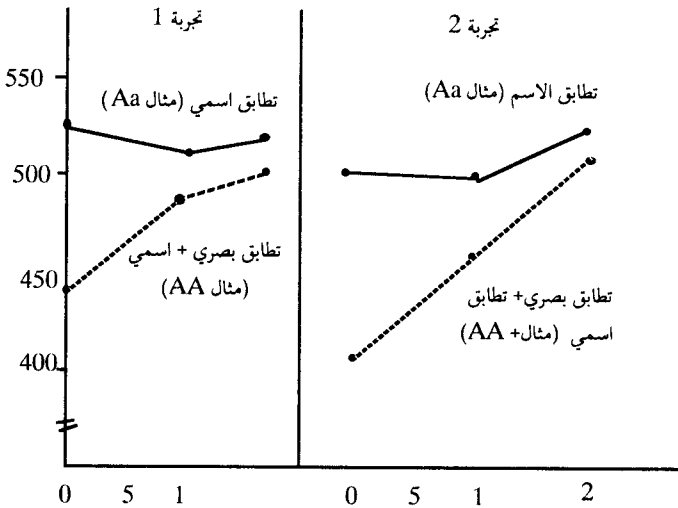 تجربة 1
تجربة 2
550
500
450
400
تطابق اسمي (مثال Aa)
تطابق بصري + اسمي
(مثال AA)
تطابق الاسم (مثال Aa)
تطابق بصري+ تطابق
اسمي (مثال+ AA)
0 5 1
0 5 1 2